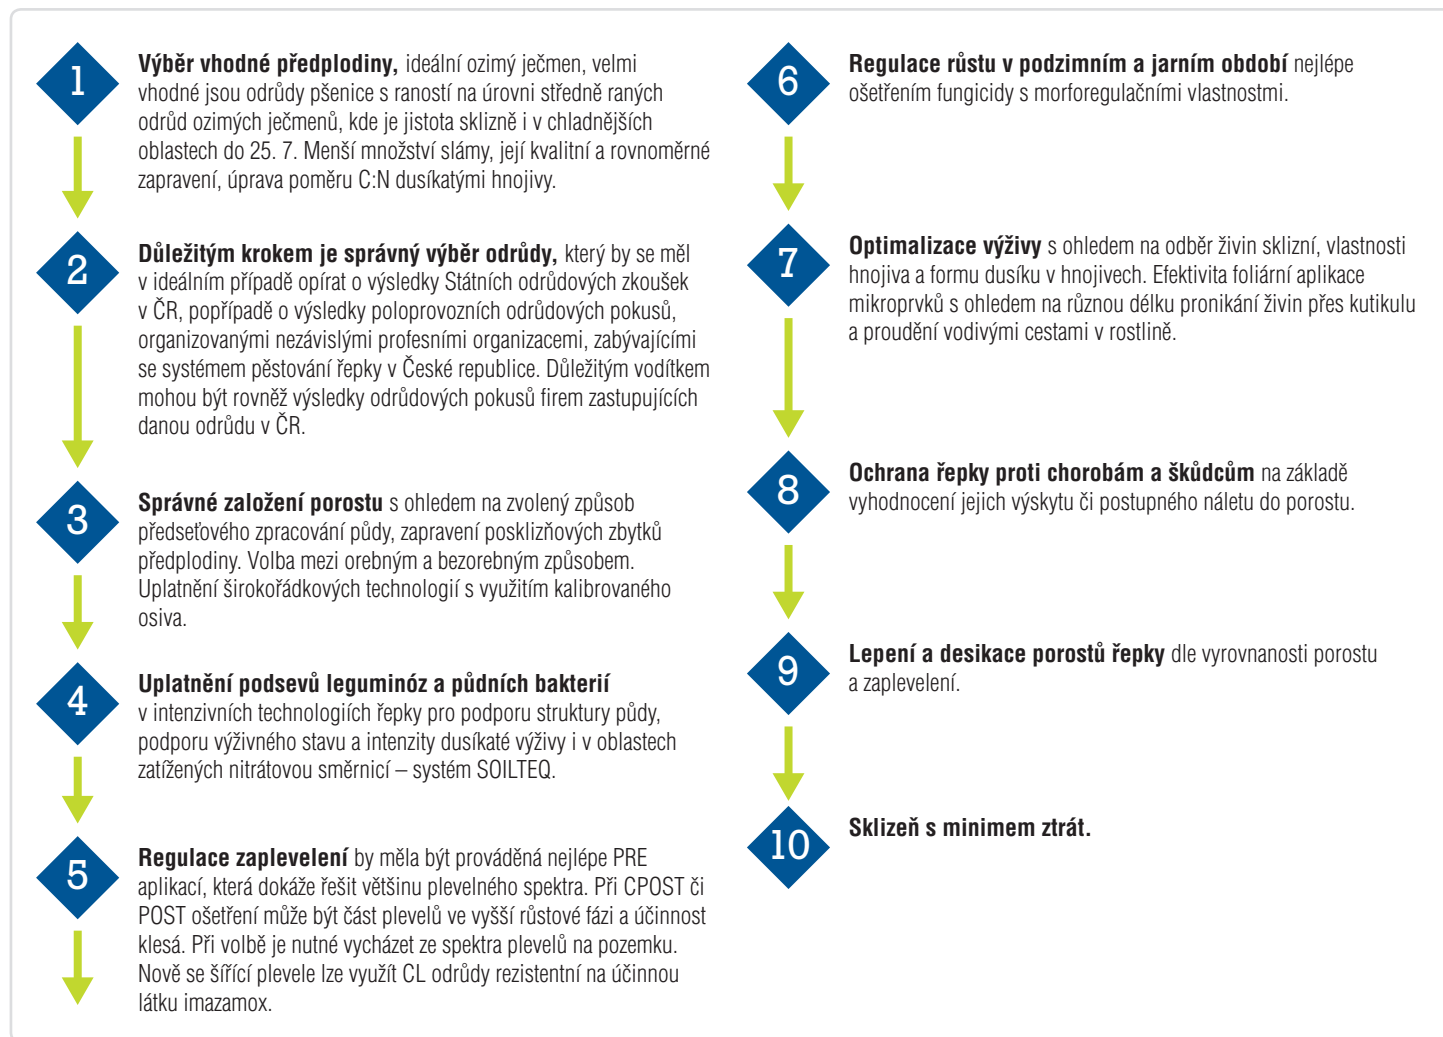 1
Výběr vhodné předplodiny, ideální ozimý ječmen, velmi
vhodné jsou odrůdy pšenice s raností na úrovni středně raných
odrůd ozimých ječmenů, kde je jistota sklizně i v chladnějších
oblastech do 25. 7. Menší množství slámy, její kvalitní a rovnoměrné
zapravení, úprava poměru C:N dusíkatými hnojivy.
2
Důležitým krokem je správný výběr odrůdy, který by se měl
v ideálním případě opírat o výsledky Státních odrůdových zkoušek
v ČR, popřípadě o výsledky poloprovozních odrůdových pokusů,
organizovanými nezávislými profesními organizacemi, zabývajícími
se systémem pěstování řepky v České republice. Důležitým vodítkem
mohou být rovněž výsledky odrůdových pokusů firem zastupujících
danou odrůdu v ČR.
3
Správné založení porostu s ohledem na zvolený způsob
předseťového zpracování půdy, zapravení posklizňových zbytků
předplodiny. Volba mezi orebným a bezorebným způsobem.
Uplatnění širokořádkových technologií s využitím kalibrovaného
osiva.
4
Uplatnění podsevů leguminóz a půdních bakterií
v intenzivních technologiích řepky pro podporu struktury půdy,
podporu výživného stavu a intenzity dusíkaté výživy i v oblastech
zatížených nitrátovou směrnicí – systém SOILTEQ.
5
Regulace zaplevelení by měla být prováděná nejlépe PRE
aplikací, která dokáže řešit většinu plevelného spektra. Při CPOST či
POST ošetření může být část plevelů ve vyšší růstové fázi a účinnost
klesá. Při volbě je nutné vycházet ze spektra plevelů na pozemku.
Nově se šířící plevele lze využít CL odrůdy rezistentní na účinnou
látku imazamox.
6
Regulace růstu v podzimním a jarním období nejlépe
ošetřením fungicidy s morforegulačními vlastnostmi.
7
Optimalizace výživy s ohledem na odběr živin sklizní, vlastnosti
hnojiva a formu dusíku v hnojivech. Efektivita foliární aplikace
mikroprvků s ohledem na různou délku pronikání živin přes kutikulu
a proudění vodivými cestami v rostlině.
8
Ochrana řepky proti chorobám a škůdcům na základě
vyhodnocení jejich výskytu či postupného náletu do porostu.
9
Lepení a desikace porostů řepky dle vyrovnanosti porostu
a zaplevelení.
10
Sklizeň s minimem ztrát.